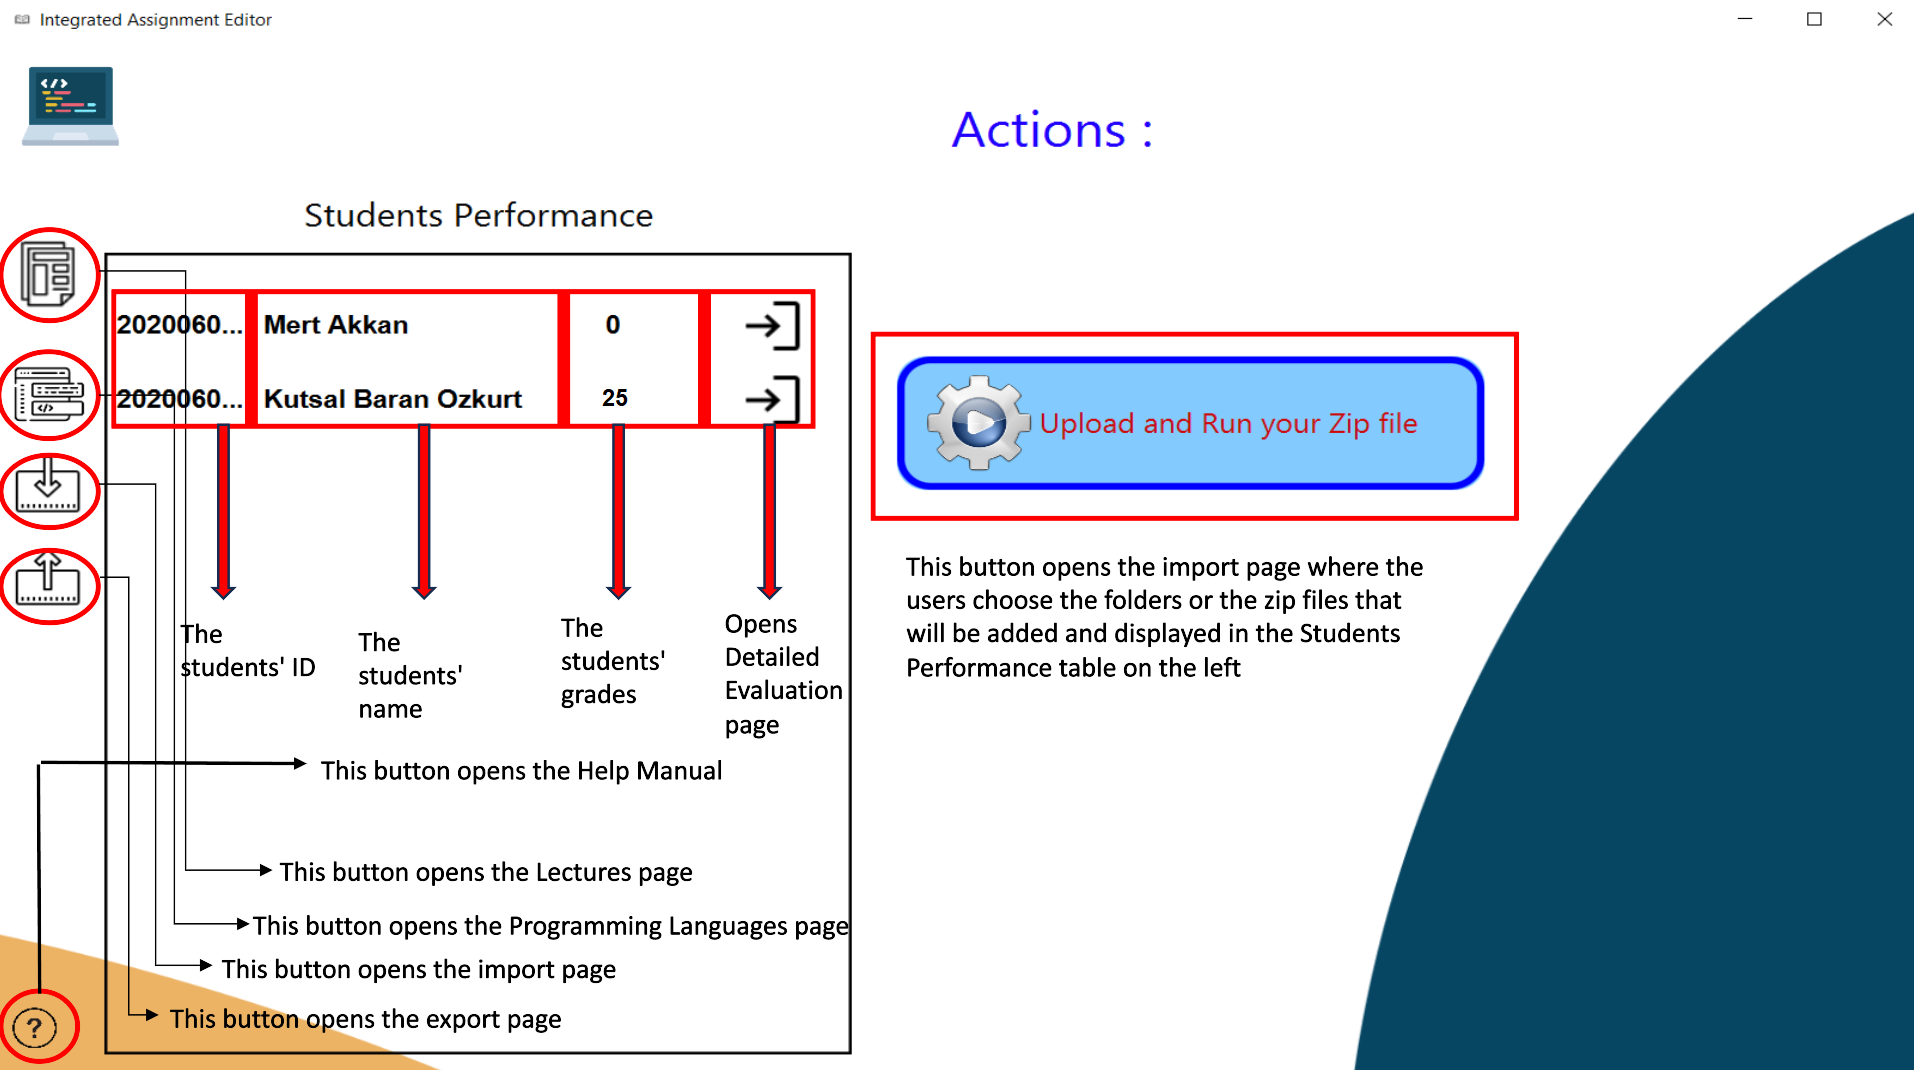 Integrated Assignment Editor
</>
Actions :
Students Performance
2020060... Mert Akkan 0
2020060... Kutsal Baran Ozkurt 25
</>
Upload and Run your Zip file
This button opens the import page where the
users choose the folders or the zip files that
will be added and displayed in the Students
Performance table on the left
The
students' ID
The
students'
name
The
students'
grades
Opens
Detailed
Evaluation
page
This button opens the Help Manual
This button opens the Lectures page
This button opens the Programming Languages page
This button opens the import page
This button opens the export page
?